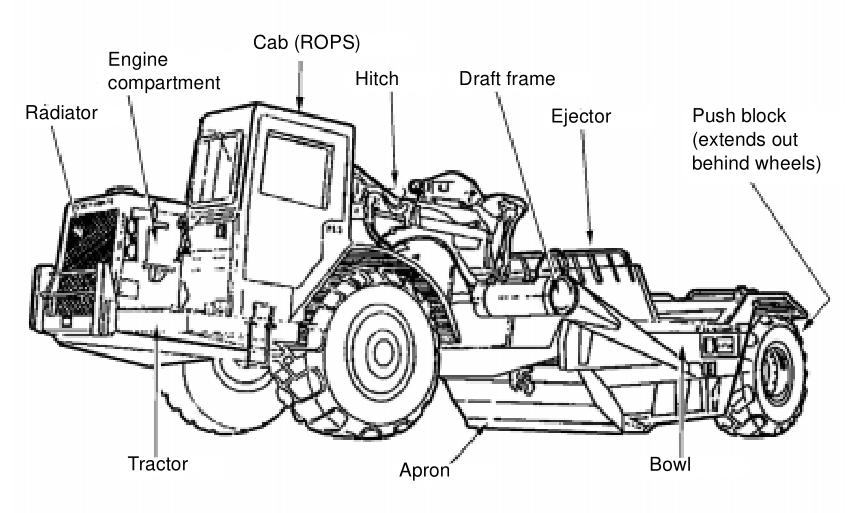 Cab (ROPS)
Engine
compartment
Hitch
Draft frame
Radiator
Ejector
Push block
(extends out
behind wheels)
Tractor
Apron
Bowl